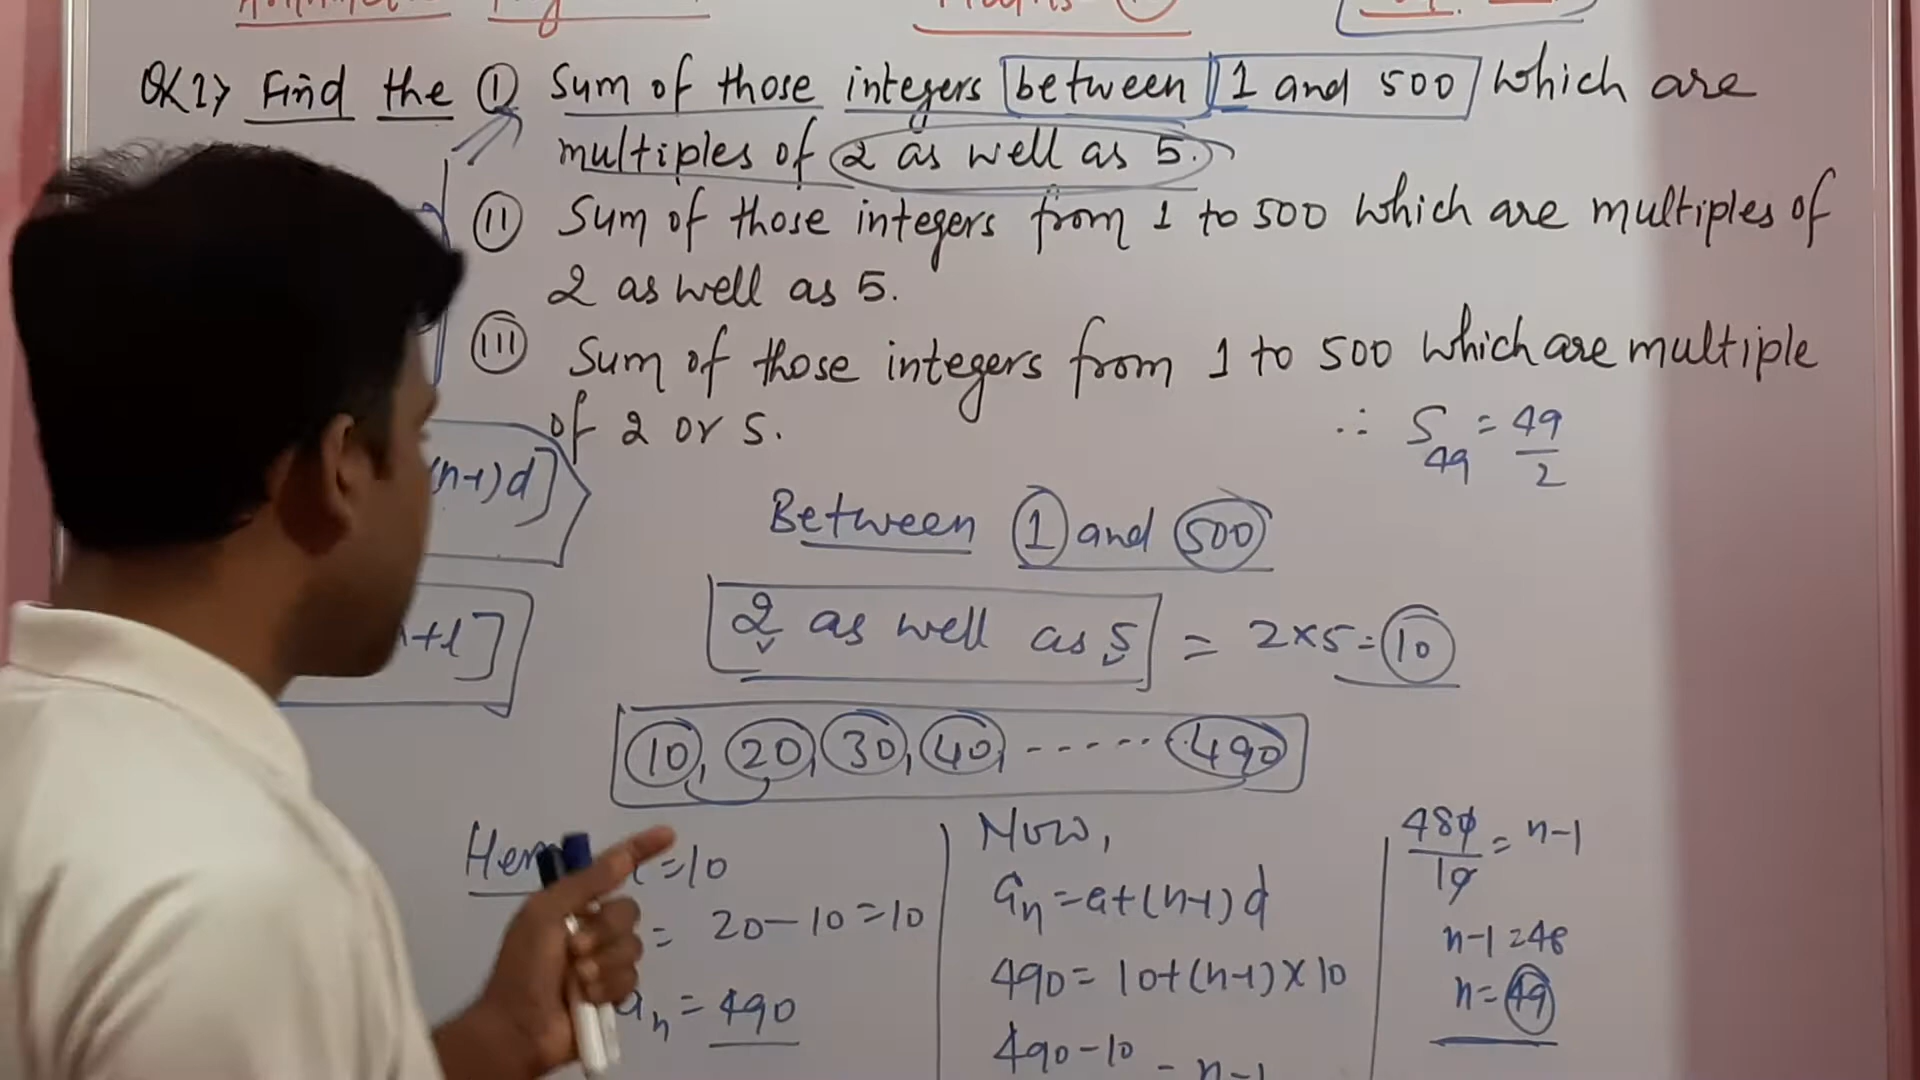 Q(2) Find the (I) Sum of those integers between 1 and 500 which are
multiples of 2 as well as 5.
(II) Sum of those integers from 1 to 500 which are multiples of
2 as well as 5.
(III) Sum of those integers from 1 to 500 which are multiple
of 2 or 5.
∴ S₄₉ = 49/2
(n-1)d]
Between 1 and 500
+l]
2 as well as 5 = 2×5=10
10, 20, 30, 40, ------ 490
=10
= 20-10=10
aₙ = 490
Now,
aₙ=a+(n-1)d
490=10+(n-1)×10
490-10
= n-1
480/10 = n-1
n-1=48
n=49